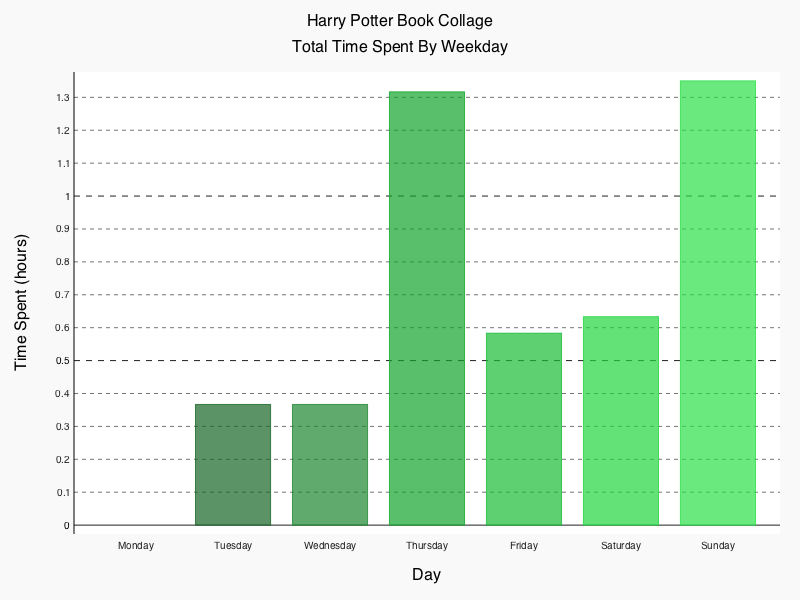 Harry Potter Book Collage
Total Time Spent By Weekday
Time Spent (hours)
1.3
1.2
1.1
1
0.9
0.8
0.7
0.6
0.5
0.4
0.3
0.2
0.1
0
Monday Tuesday Wednesday Thursday Friday Saturday Sunday
Day